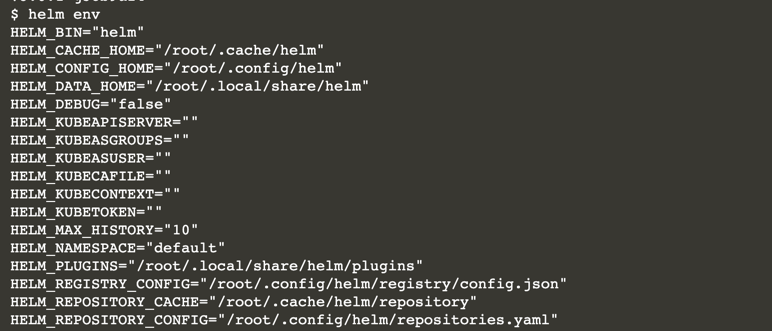 $ helm env
HELM_BIN="helm"
HELM_CACHE_HOME="/root/.cache/helm"
HELM_CONFIG_HOME="/root/.config/helm"
HELM_DATA_HOME="/root/.local/share/helm"
HELM_DEBUG="false"
HELM_KUBEAPISERVER=""
HELM_KUBEASGROUPS=""
HELM_KUBEASUSER=""
HELM_KUBECAFILE=""
HELM_KUBECONTEXT=""
HELM_KUBETOKEN=""
HELM_MAX_HISTORY="10"
HELM_NAMESPACE="default"
HELM_PLUGINS="/root/.local/share/helm/plugins"
HELM_REGISTRY_CONFIG="/root/.config/helm/registry/config.json"
HELM_REPOSITORY_CACHE="/root/.cache/helm/repository"
HELM_REPOSITORY_CONFIG="/root/.config/helm/repositories.yaml"